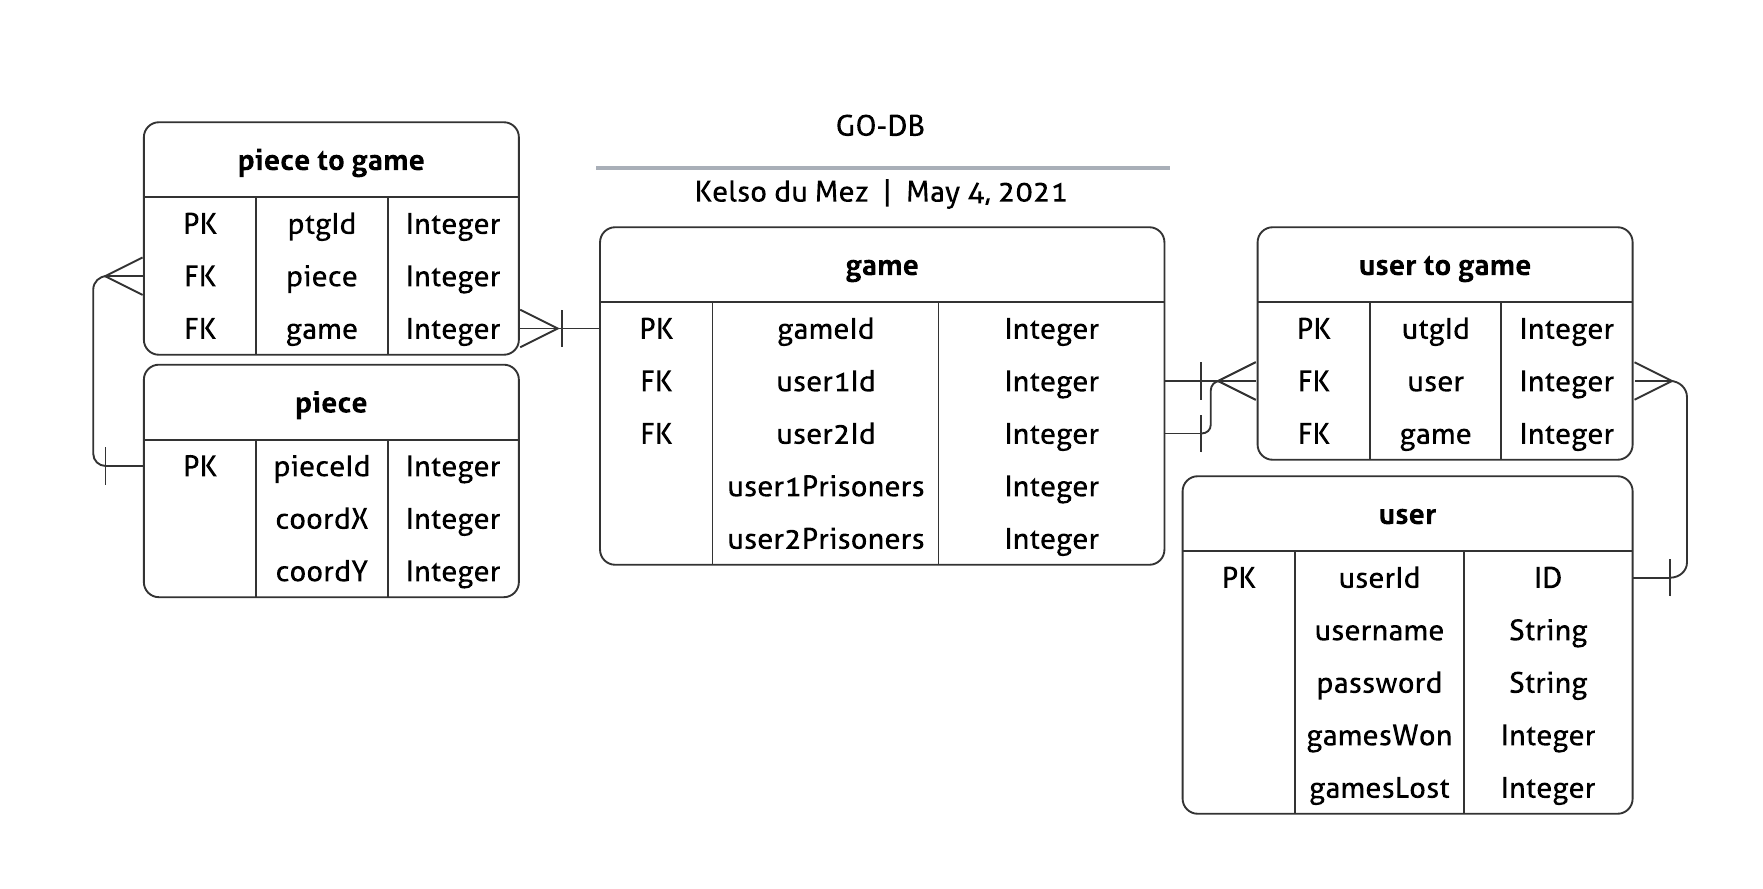 GO-DB
Kelso du Mez | May 4, 2021
piece to game
PK ptgId Integer
FK piece Integer
FK game Integer
piece
PK pieceId Integer
coordX Integer
coordY Integer
game
PK gameId Integer
FK user1Id Integer
FK user2Id Integer
user1Prisoners Integer
user2Prisoners Integer
user to game
PK utgId Integer
FK user Integer
FK game Integer
user
PK userId ID
username String
password String
gamesWon Integer
gamesLost Integer